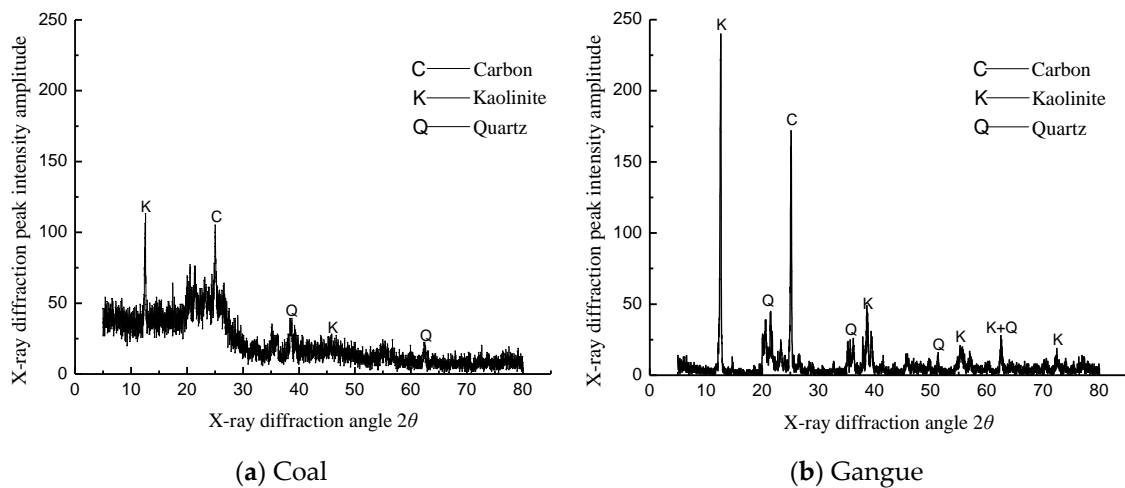 X-ray diffraction peak intensity amplitude
250
200
150
100
50
0
C Carbon
K Kaolinite
Q Quartz
K
C
Q
K
Q
0 10 20 30 40 50 60 70 80
X-ray diffraction angle 2θ
(a) Coal
X-ray diffraction peak intensity amplitude
250
200
150
100
50
0
K
C Carbon
K Kaolinite
Q Quartz
C
Q
K
Q
Q
K
K+Q
K
0 10 20 30 40 50 60 70 80
X-ray diffraction angle 2θ
(b) Gangue